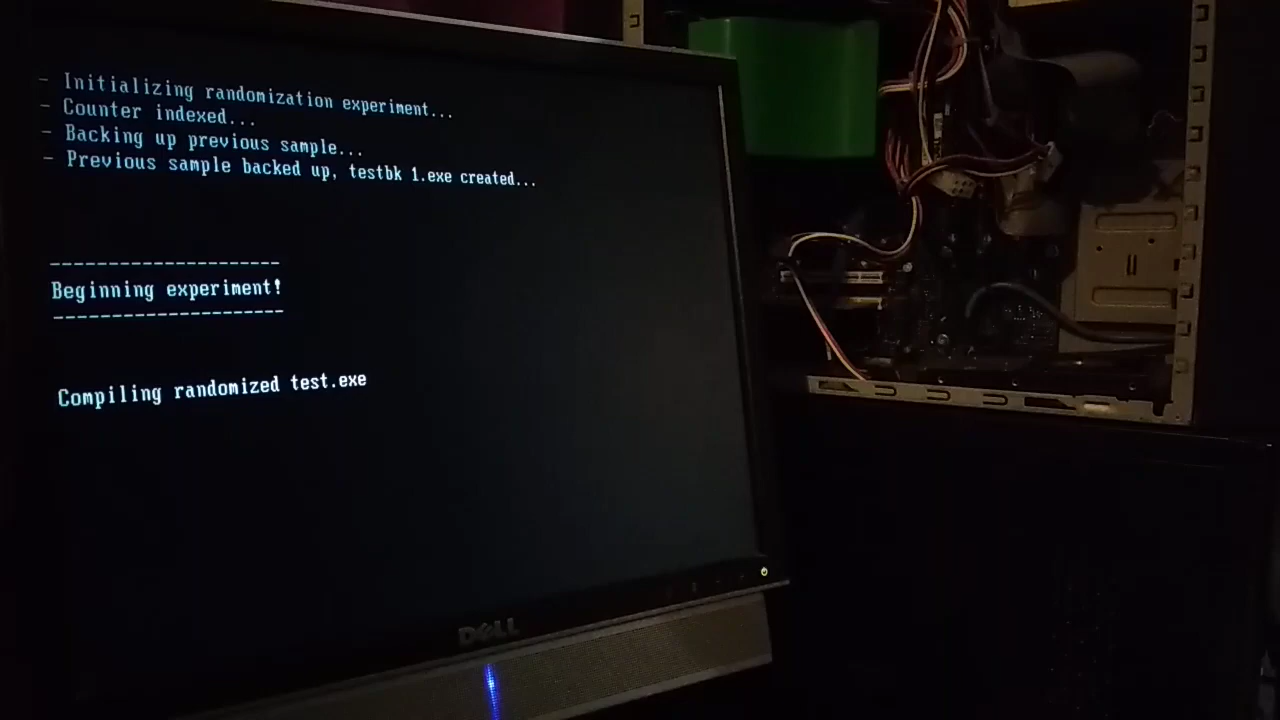 - Initializing randomization experiment...
- Counter indexed...
- Backing up previous sample...
- Previous sample backed up, testbk 1.exe created...
--------------------
Beginning experiment!
--------------------
Compiling randomized test.exe
DELL